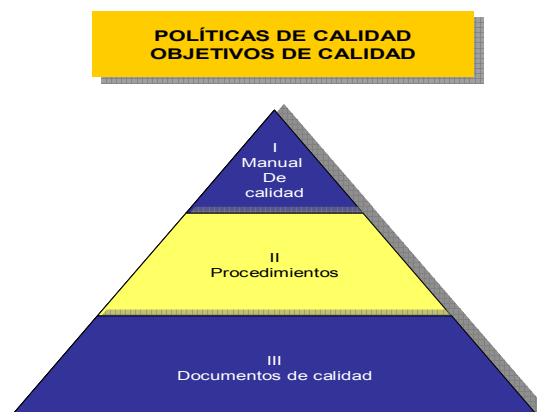 POLÍTICAS DE CALIDAD
OBJETIVOS DE CALIDAD
I
Manual
De
calidad
II
Procedimientos
III
Documentos de calidad